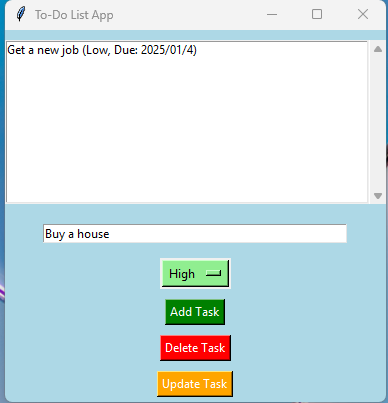 To-Do List App
Get a new job (Low, Due: 2025/01/4)
Buy a house
High
Add Task
Delete Task
Update Task